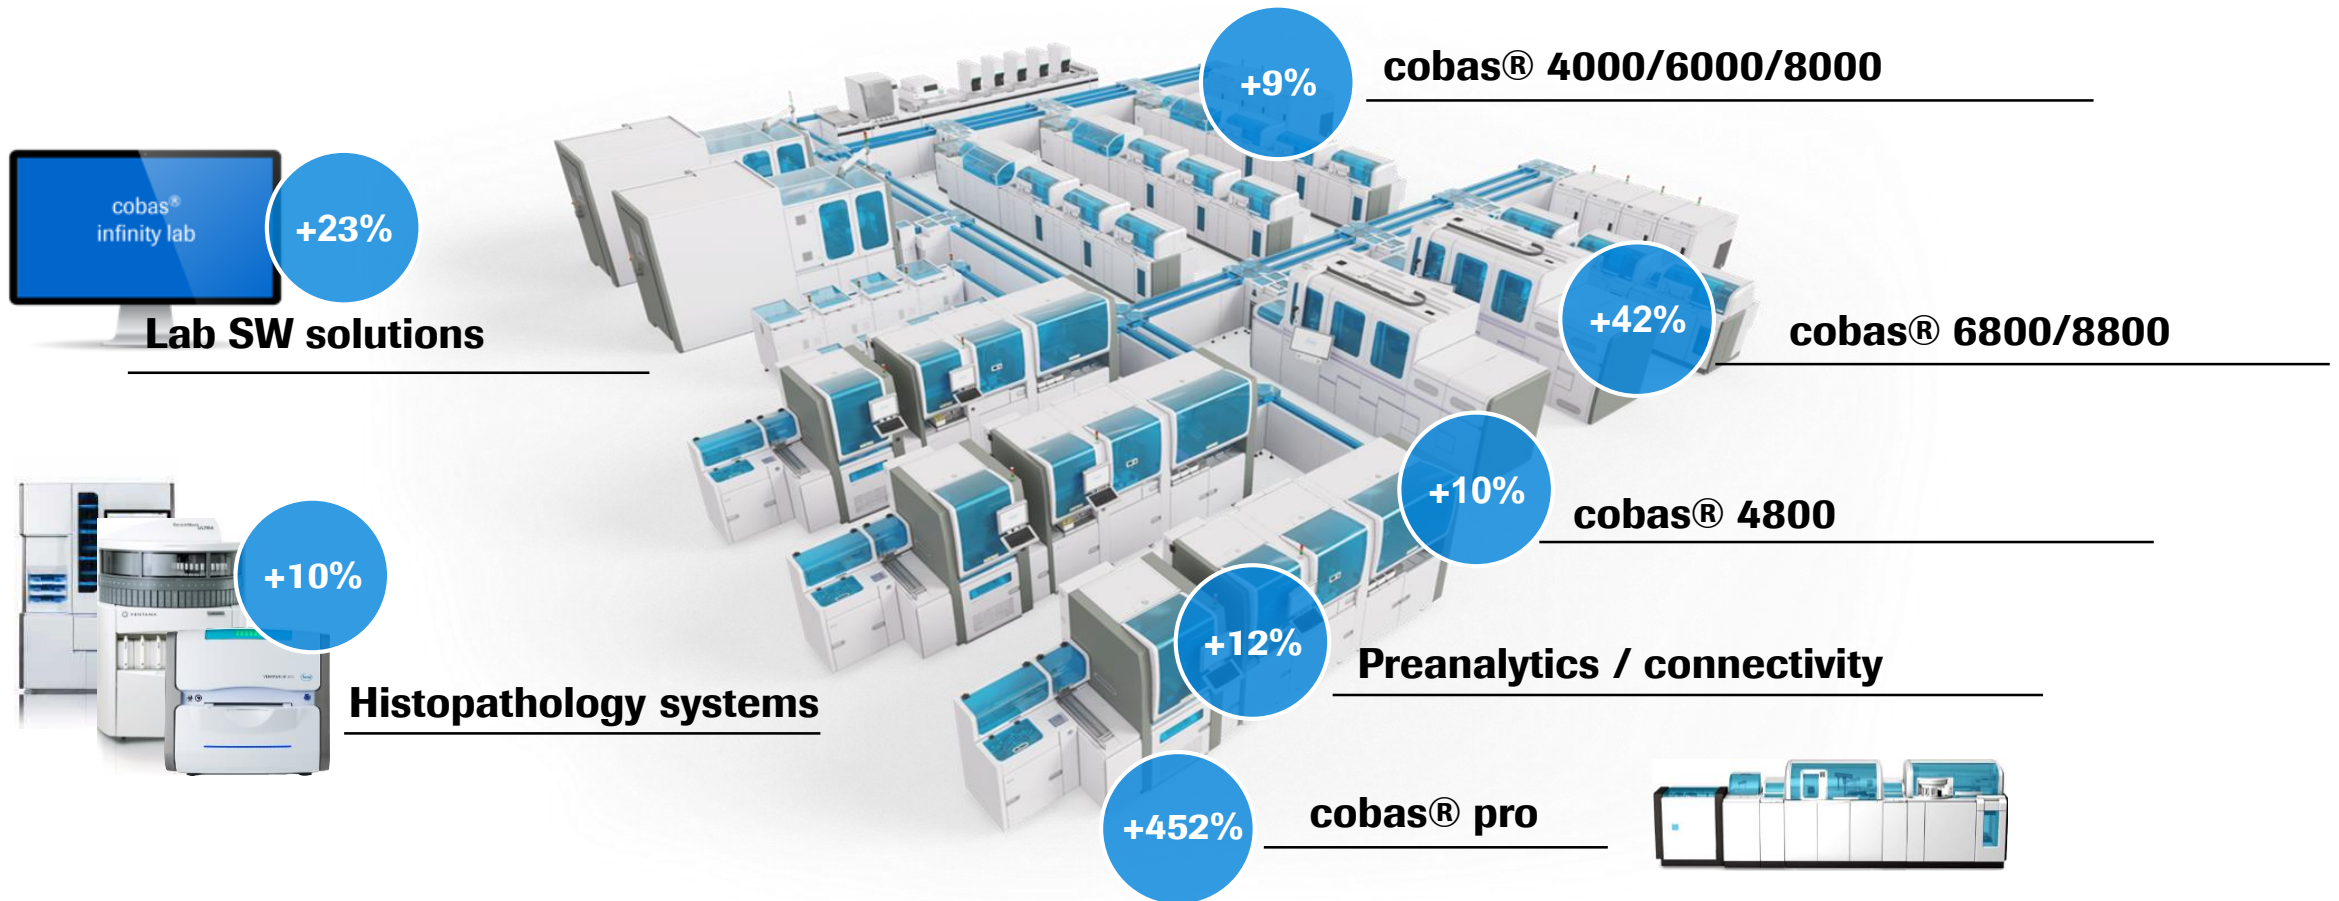 +9%
cobas® 4000/6000/8000
cobas®
infinity lab
+23%
Lab SW solutions
+42%
cobas® 6800/8800
+10%
cobas® 4800
+10%
VENTANA
Histopathology systems
+12%
Preanalytics / connectivity
+452%
cobas® pro